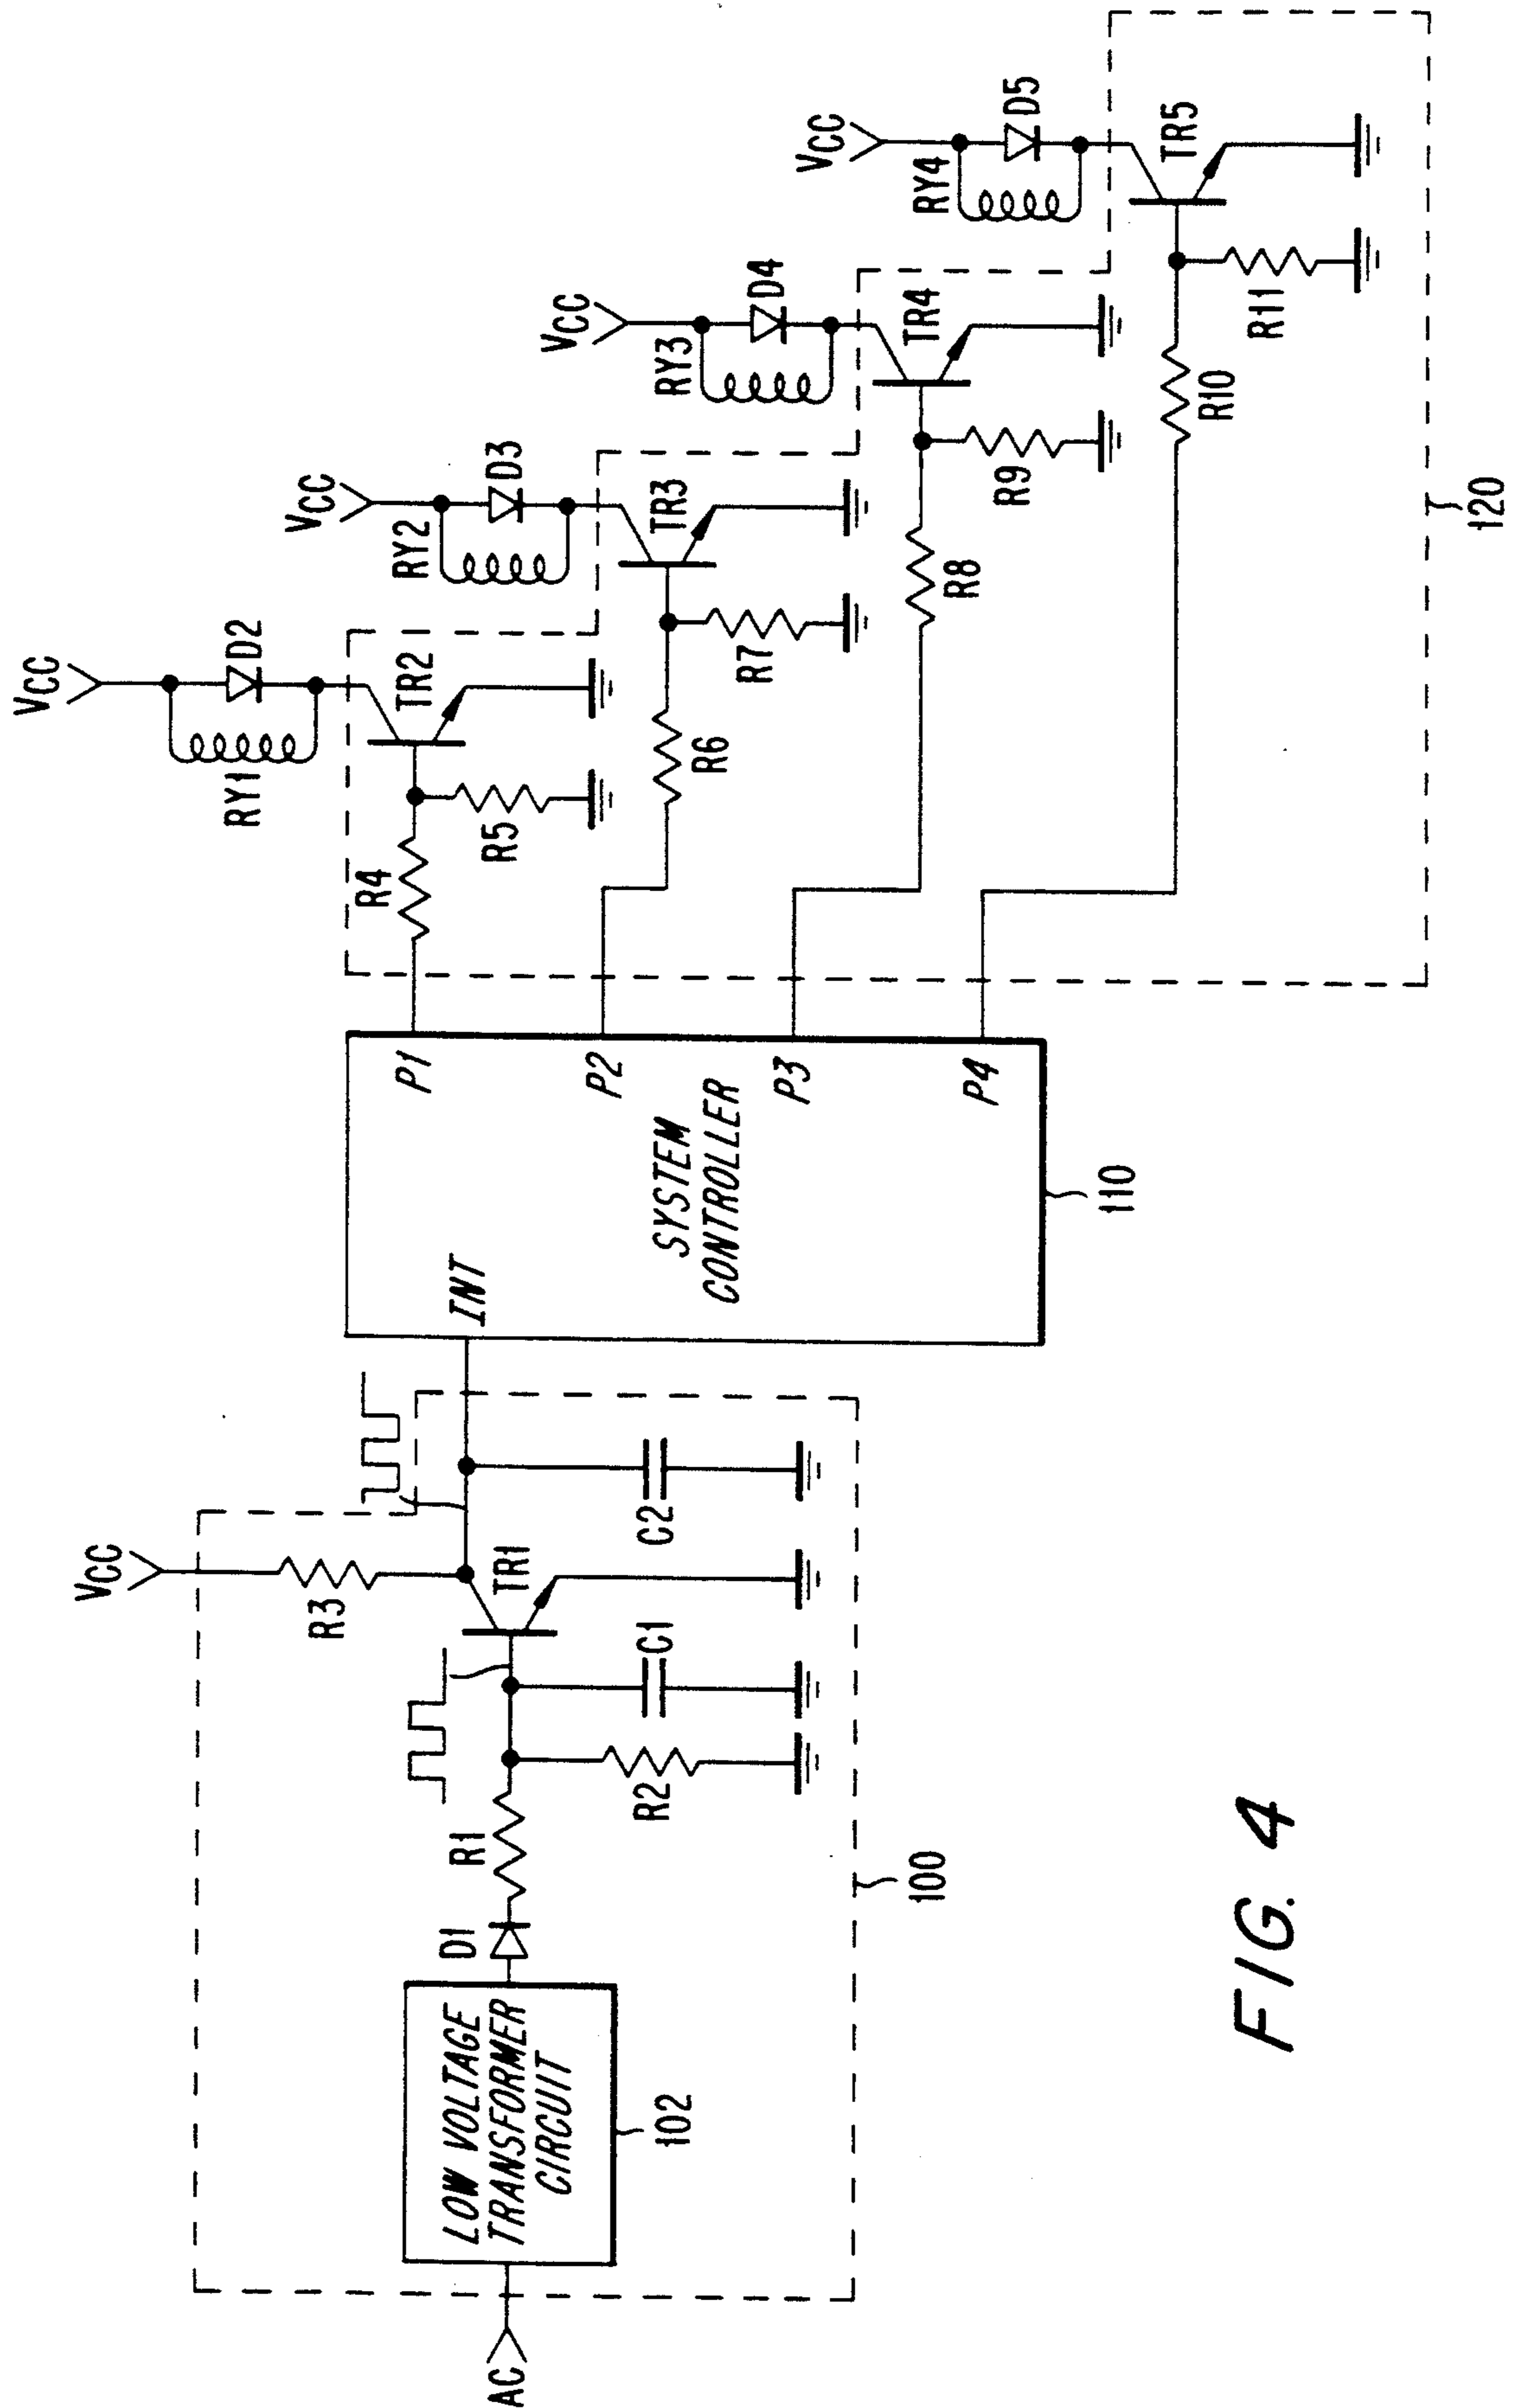 AC
LOW VOLTAGE
TRANSFORMER
CIRCUIT
102
D1
R1
R2
C1
TR1
R3
VCC
C2
100
INT
SYSTEM
CONTROLLER
P1
P2
P3
P4
110
R4
R5
TR2
RY1
D2
VCC
R6
R7
TR3
RY2
D3
VCC
R8
R9
TR4
RY3
D4
VCC
R10
R11
TR5
RY4
D5
VCC
120
FIG. 4